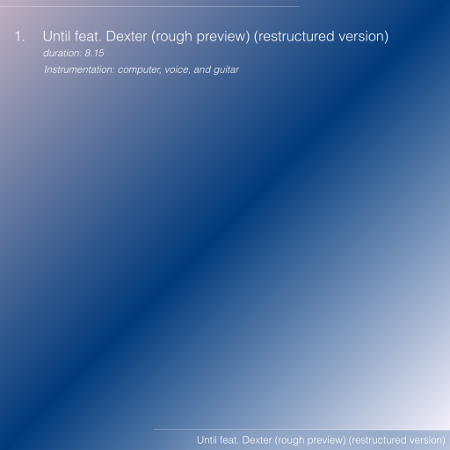 1. Until feat. Dexter (rough preview) (restructured version)
duration: 8.15
Instrumentation: computer, voice, and guitar
Until feat. Dexter (rough preview) (restructured version)